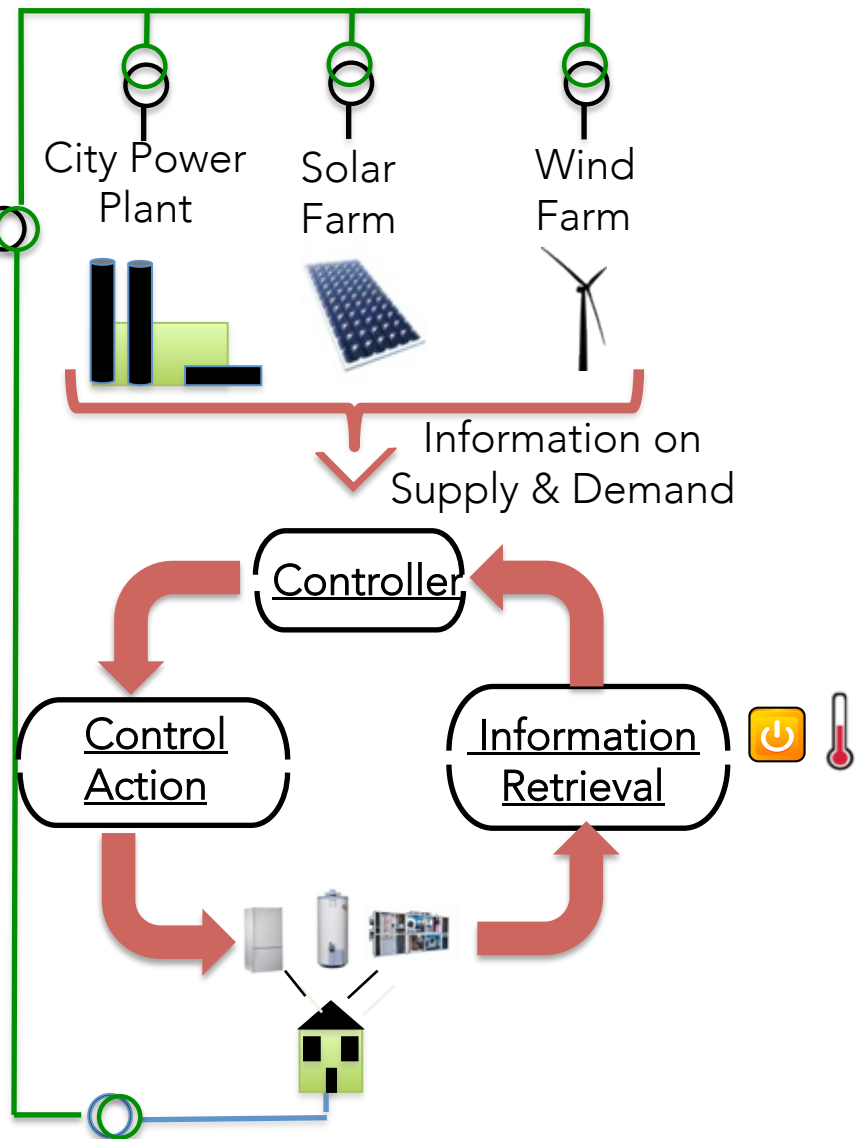 City Power
Plant
Solar
Farm
Wind
Farm
Information on
Supply & Demand
Controller
Control
Action
Information
Retrieval